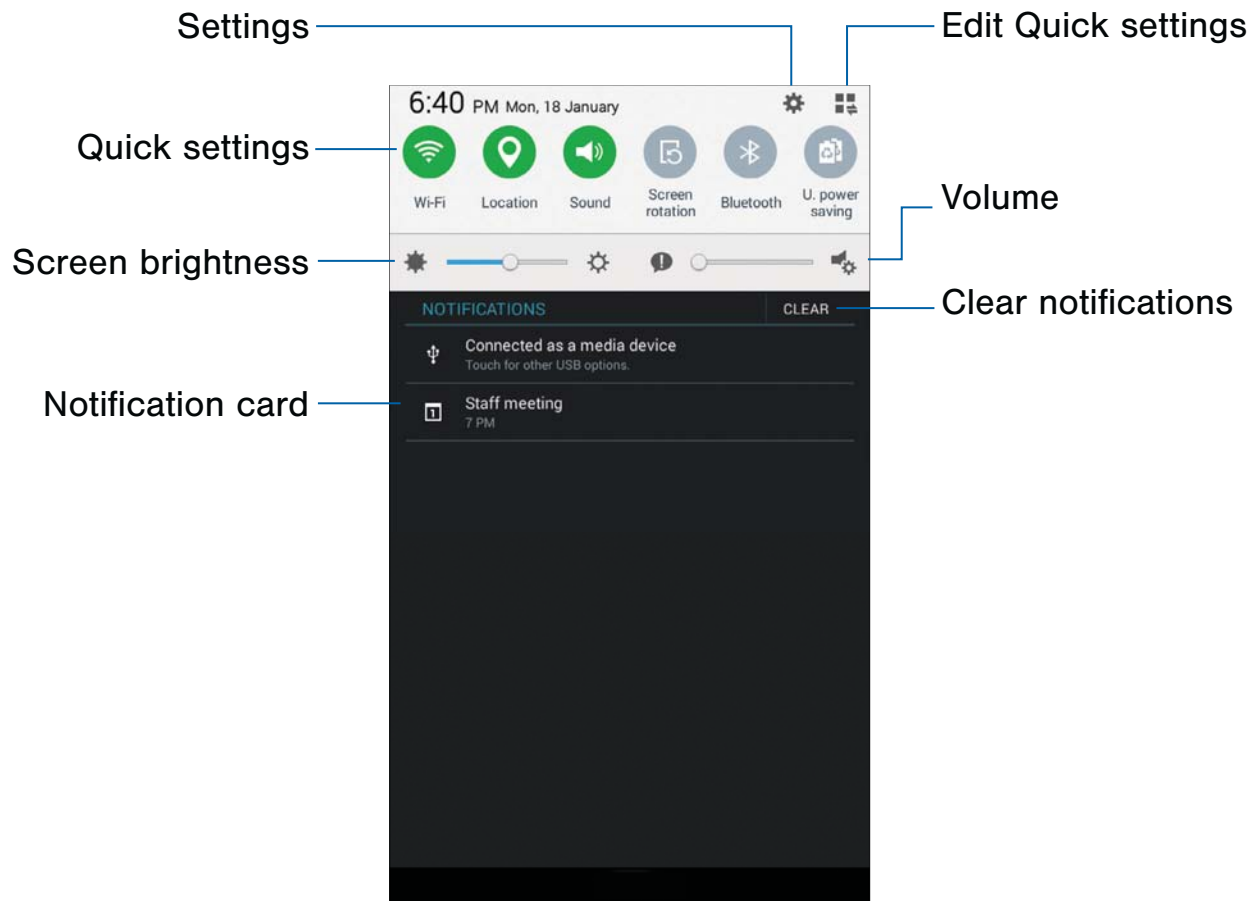 Settings
Edit Quick settings
6:40 PM Mon, 18 January
Quick settings
Wi-Fi
Location
Sound
Screen
rotation
Bluetooth
U. power
saving
Volume
Screen brightness
NOTIFICATIONS
CLEAR
Clear notifications
Connected as a media device
Touch for other USB options.
Notification card
1
Staff meeting
7 PM